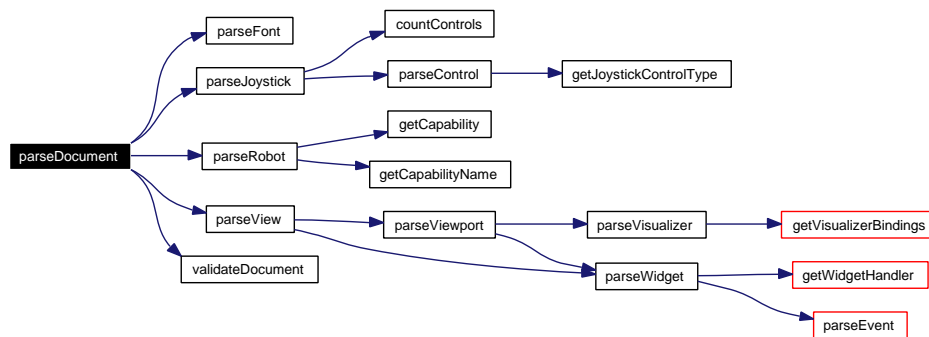 parseDocument
parseFont
parseJoystick
countControls
parseControl
getJoystickControlType
parseRobot
getCapability
getCapabilityName
parseView
parseViewport
parseVisualizer
getVisualizerBindings
parseWidget
getWidgetHandler
parseEvent
validateDocument